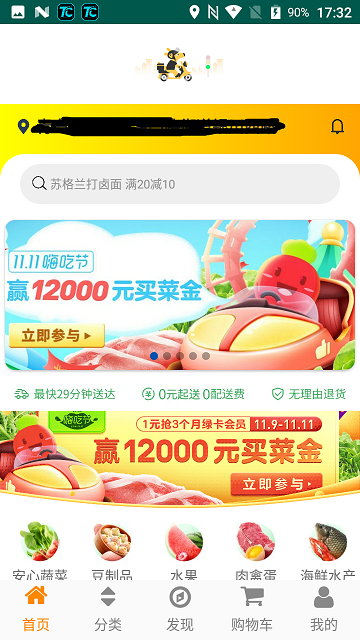 90% 17:32
苏格兰打卤面 满20减10
11.11嗨吃节
赢12000元买菜金
立即参与
最快29分钟送达 0元起送 0配送费 无理由退货
嗨吃节
1元抢3个月绿卡会员 11.9-11.11
赢12000元买菜金
立即参与
安心蔬菜 豆制品 水果 肉禽蛋 海鲜水产
首页 分类 发现 购物车 我的